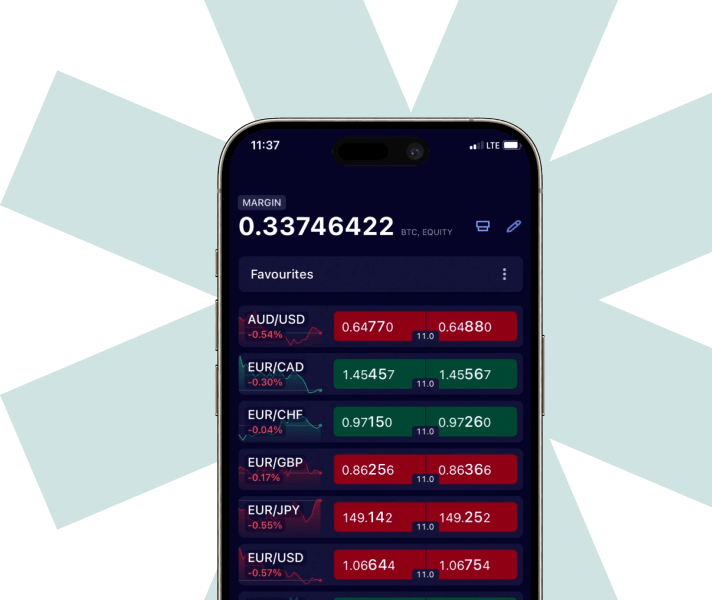 11:37 LTE
MARGIN
0.33746422 BTC, EQUITY
Favourites
AUD/USD 0.64770 0.64880
-0.54% 11.0
EUR/CAD 1.45457 1.45567
-0.30% 11.0
EUR/CHF 0.97150 0.97260
-0.04% 11.0
EUR/GBP 0.86256 0.86366
-0.17% 11.0
EUR/JPY 149.142 149.252
-0.55% 11.0
EUR/USD 1.06644 1.06754
-0.57% 11.0